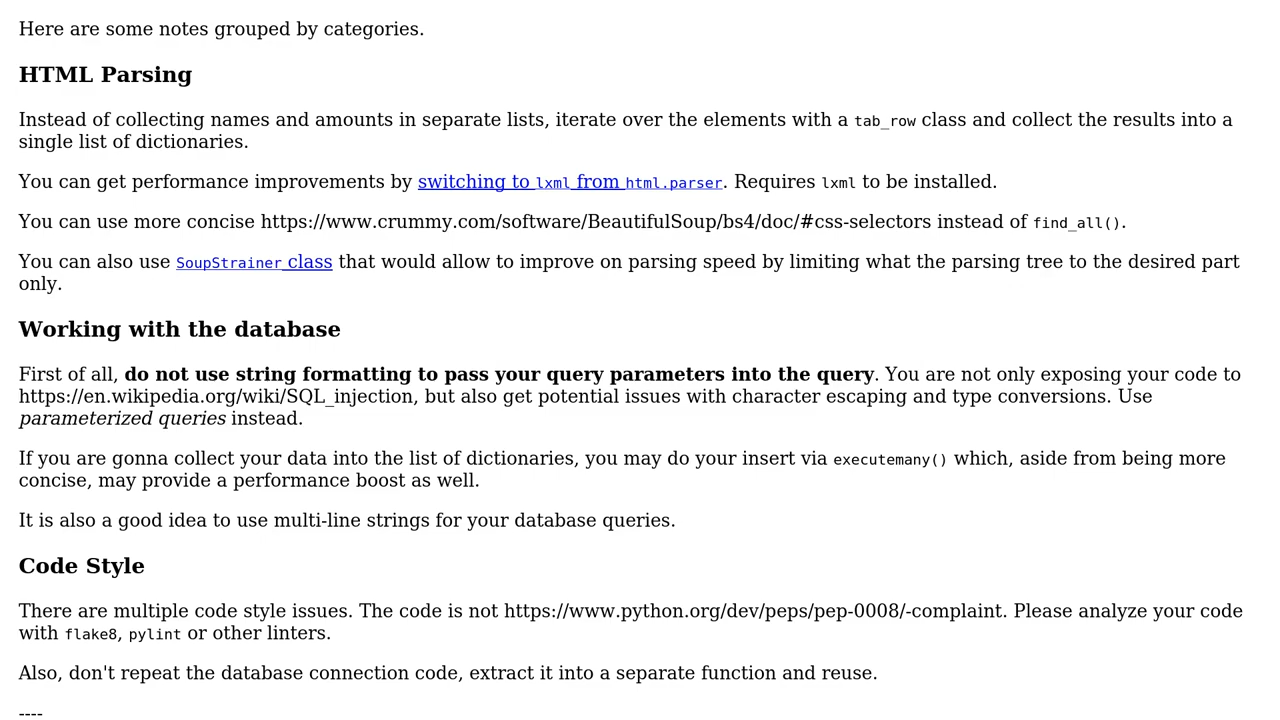 Here are some notes grouped by categories.
HTML Parsing
Instead of collecting names and amounts in separate lists, iterate over the elements with a tab_row class and collect the results into a
single list of dictionaries.
You can get performance improvements by switching to lxml from html.parser. Requires lxml to be installed.
You can use more concise https://www.crummy.com/software/BeautifulSoup/bs4/doc/#css-selectors instead of find_all().
You can also use SoupStrainer class that would allow to improve on parsing speed by limiting what the parsing tree to the desired part
only.
Working with the database
First of all, do not use string formatting to pass your query parameters into the query. You are not only exposing your code to
https://en.wikipedia.org/wiki/SQL_injection, but also get potential issues with character escaping and type conversions. Use
parameterized queries instead.
If you are gonna collect your data into the list of dictionaries, you may do your insert via executemany() which, aside from being more
concise, may provide a performance boost as well.
It is also a good idea to use multi-line strings for your database queries.
Code Style
There are multiple code style issues. The code is not https://www.python.org/dev/peps/pep-0008/-complaint. Please analyze your code
with flake8, pylint or other linters.
Also, don't repeat the database connection code, extract it into a separate function and reuse.
----